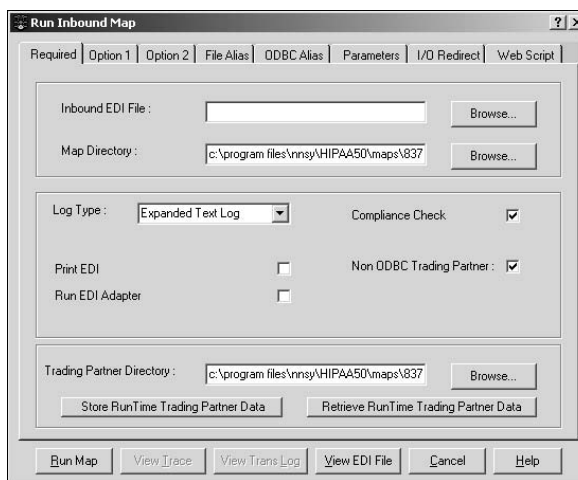 Run Inbound Map
Required Option 1 Option 2 File Alias ODBC Alias Parameters I/O Redirect Web Script
Inbound EDI File :
Browse...
Map Directory :
c:\program files\nnsy\HIPAA50\maps\837
Browse...
Log Type :
Expanded Text Log
Compliance Check
Print EDI
Non ODBC Trading Partner :
Run EDI Adapter
Trading Partner Directory :
c:\program files\nnsy\HIPAA50\maps\837
Browse...
Store RunTime Trading Partner Data
Retrieve RunTime Trading Partner Data
Run Map
View Trace
View Trans Log
View EDI File
Cancel
Help